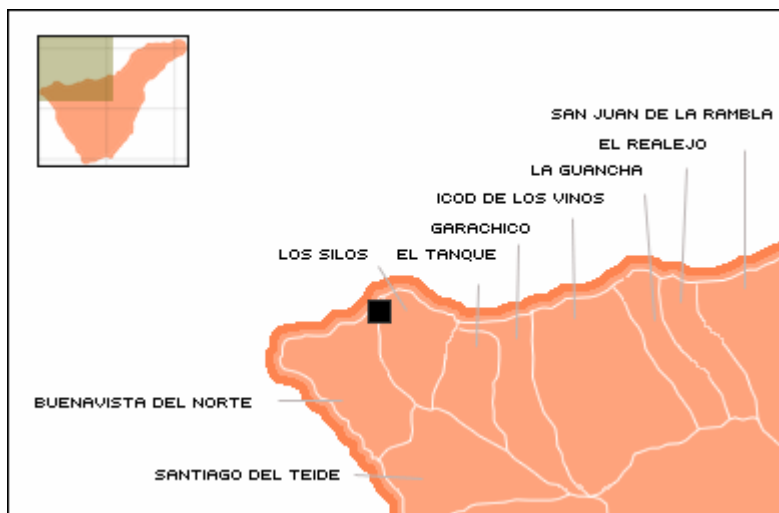 SAN JUAN DE LA RAMBLA
EL REALEJO
LA GUANCHA
ICOD DE LOS VINOS
GARACHICO
LOS SILOS
EL TANQUE
BUENAVISTA DEL NORTE
SANTIAGO DEL TEIDE